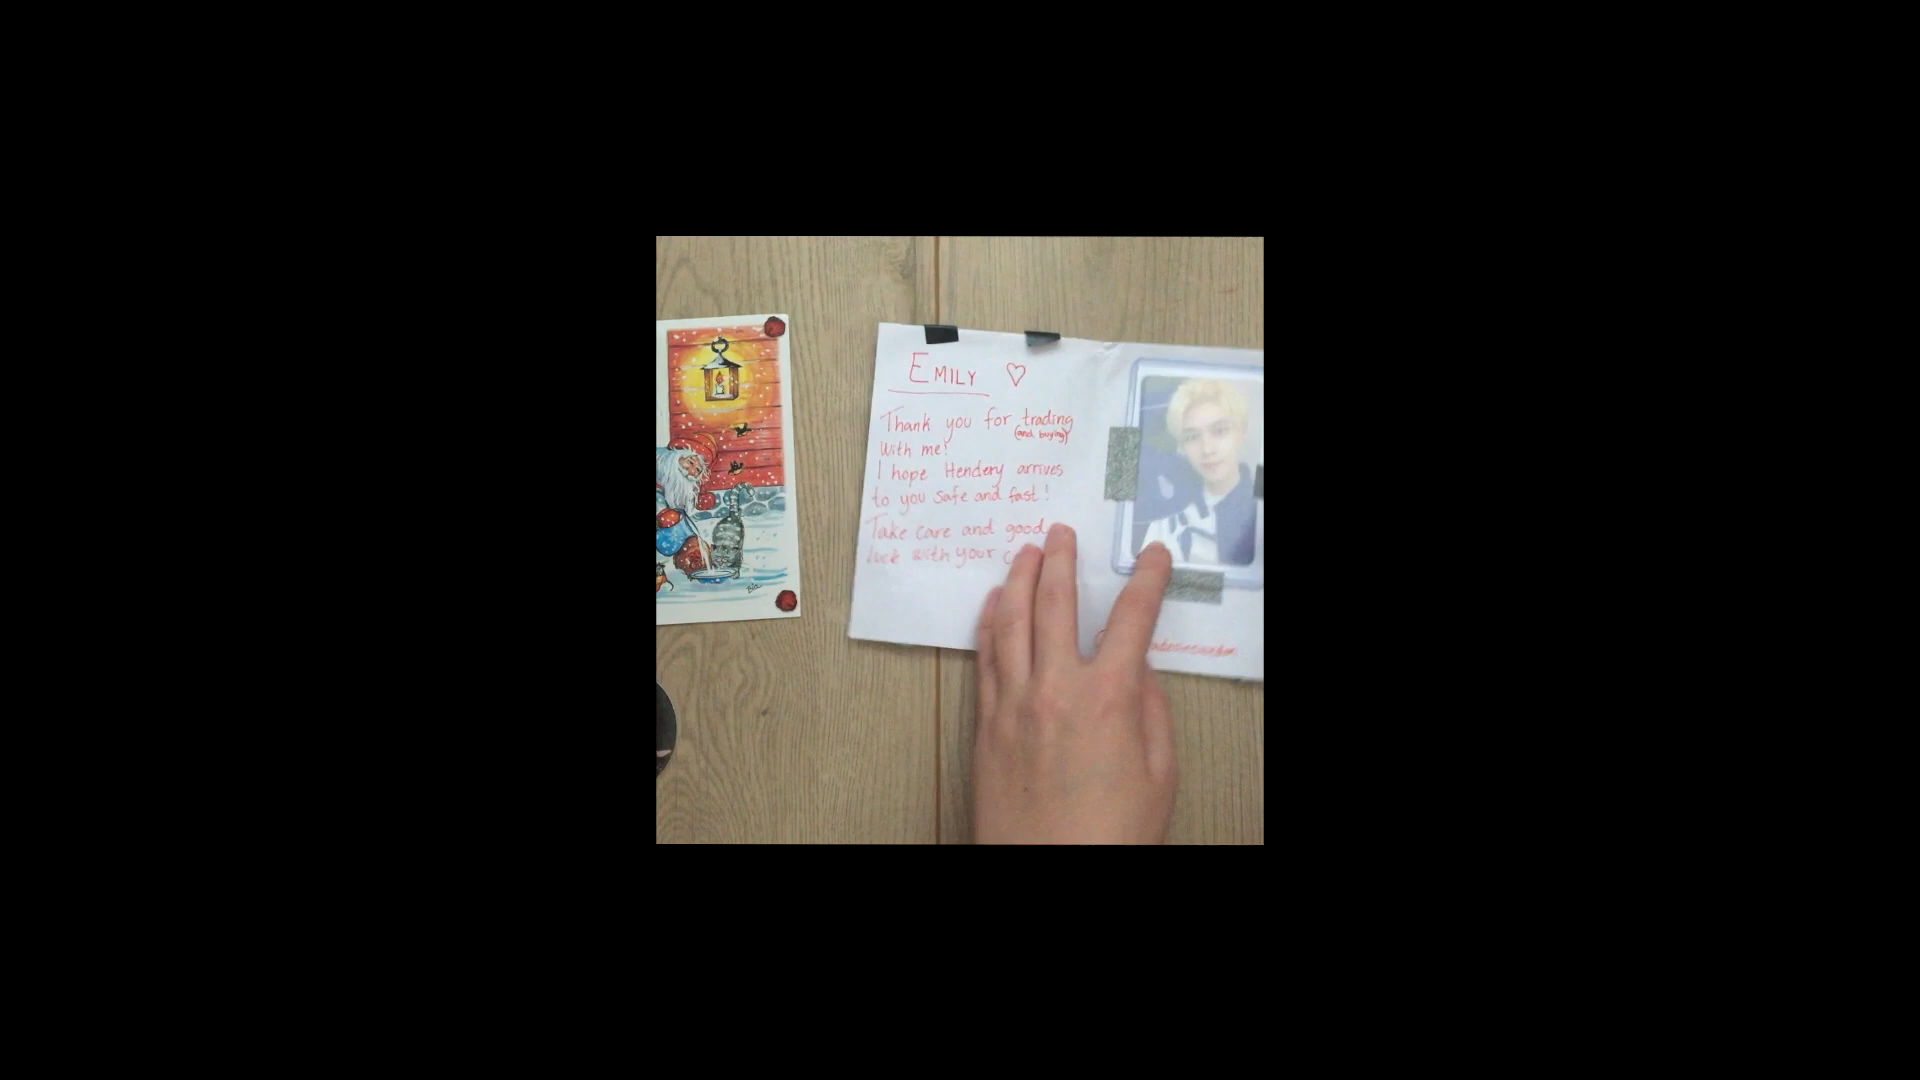 EMILY ♡
Thank you for trading
(and buying)
with me!
I hope Hendery arrives
to you safe and fast!
Take care and good
luck with your
Bia